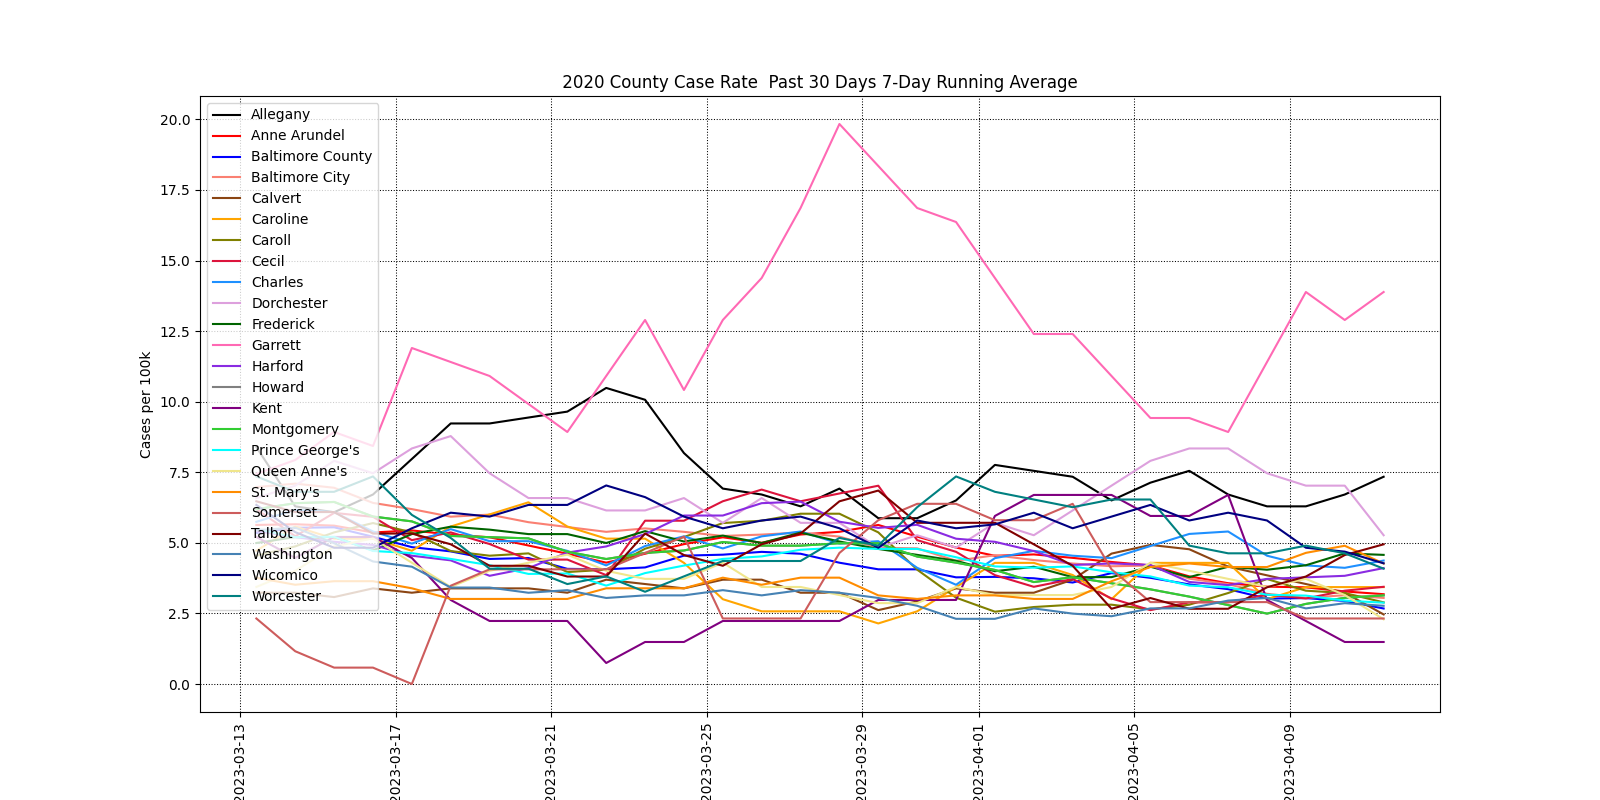 2020 County Case Rate  Past 30 Days 7-Day Running Average
Cases per 100k
20.0
17.5
15.0
12.5
10.0
7.5
5.0
2.5
0.0
Allegany
Anne Arundel
Baltimore County
Baltimore City
Calvert
Caroline
Caroll
Cecil
Charles
Dorchester
Frederick
Garrett
Harford
Howard
Kent
Montgomery
Prince George's
Queen Anne's
St. Mary's
Somerset
Talbot
Washington
Wicomico
Worcester
2023-03-13
2023-03-17
2023-03-21
2023-03-25
2023-03-29
2023-04-01
2023-04-05
2023-04-09